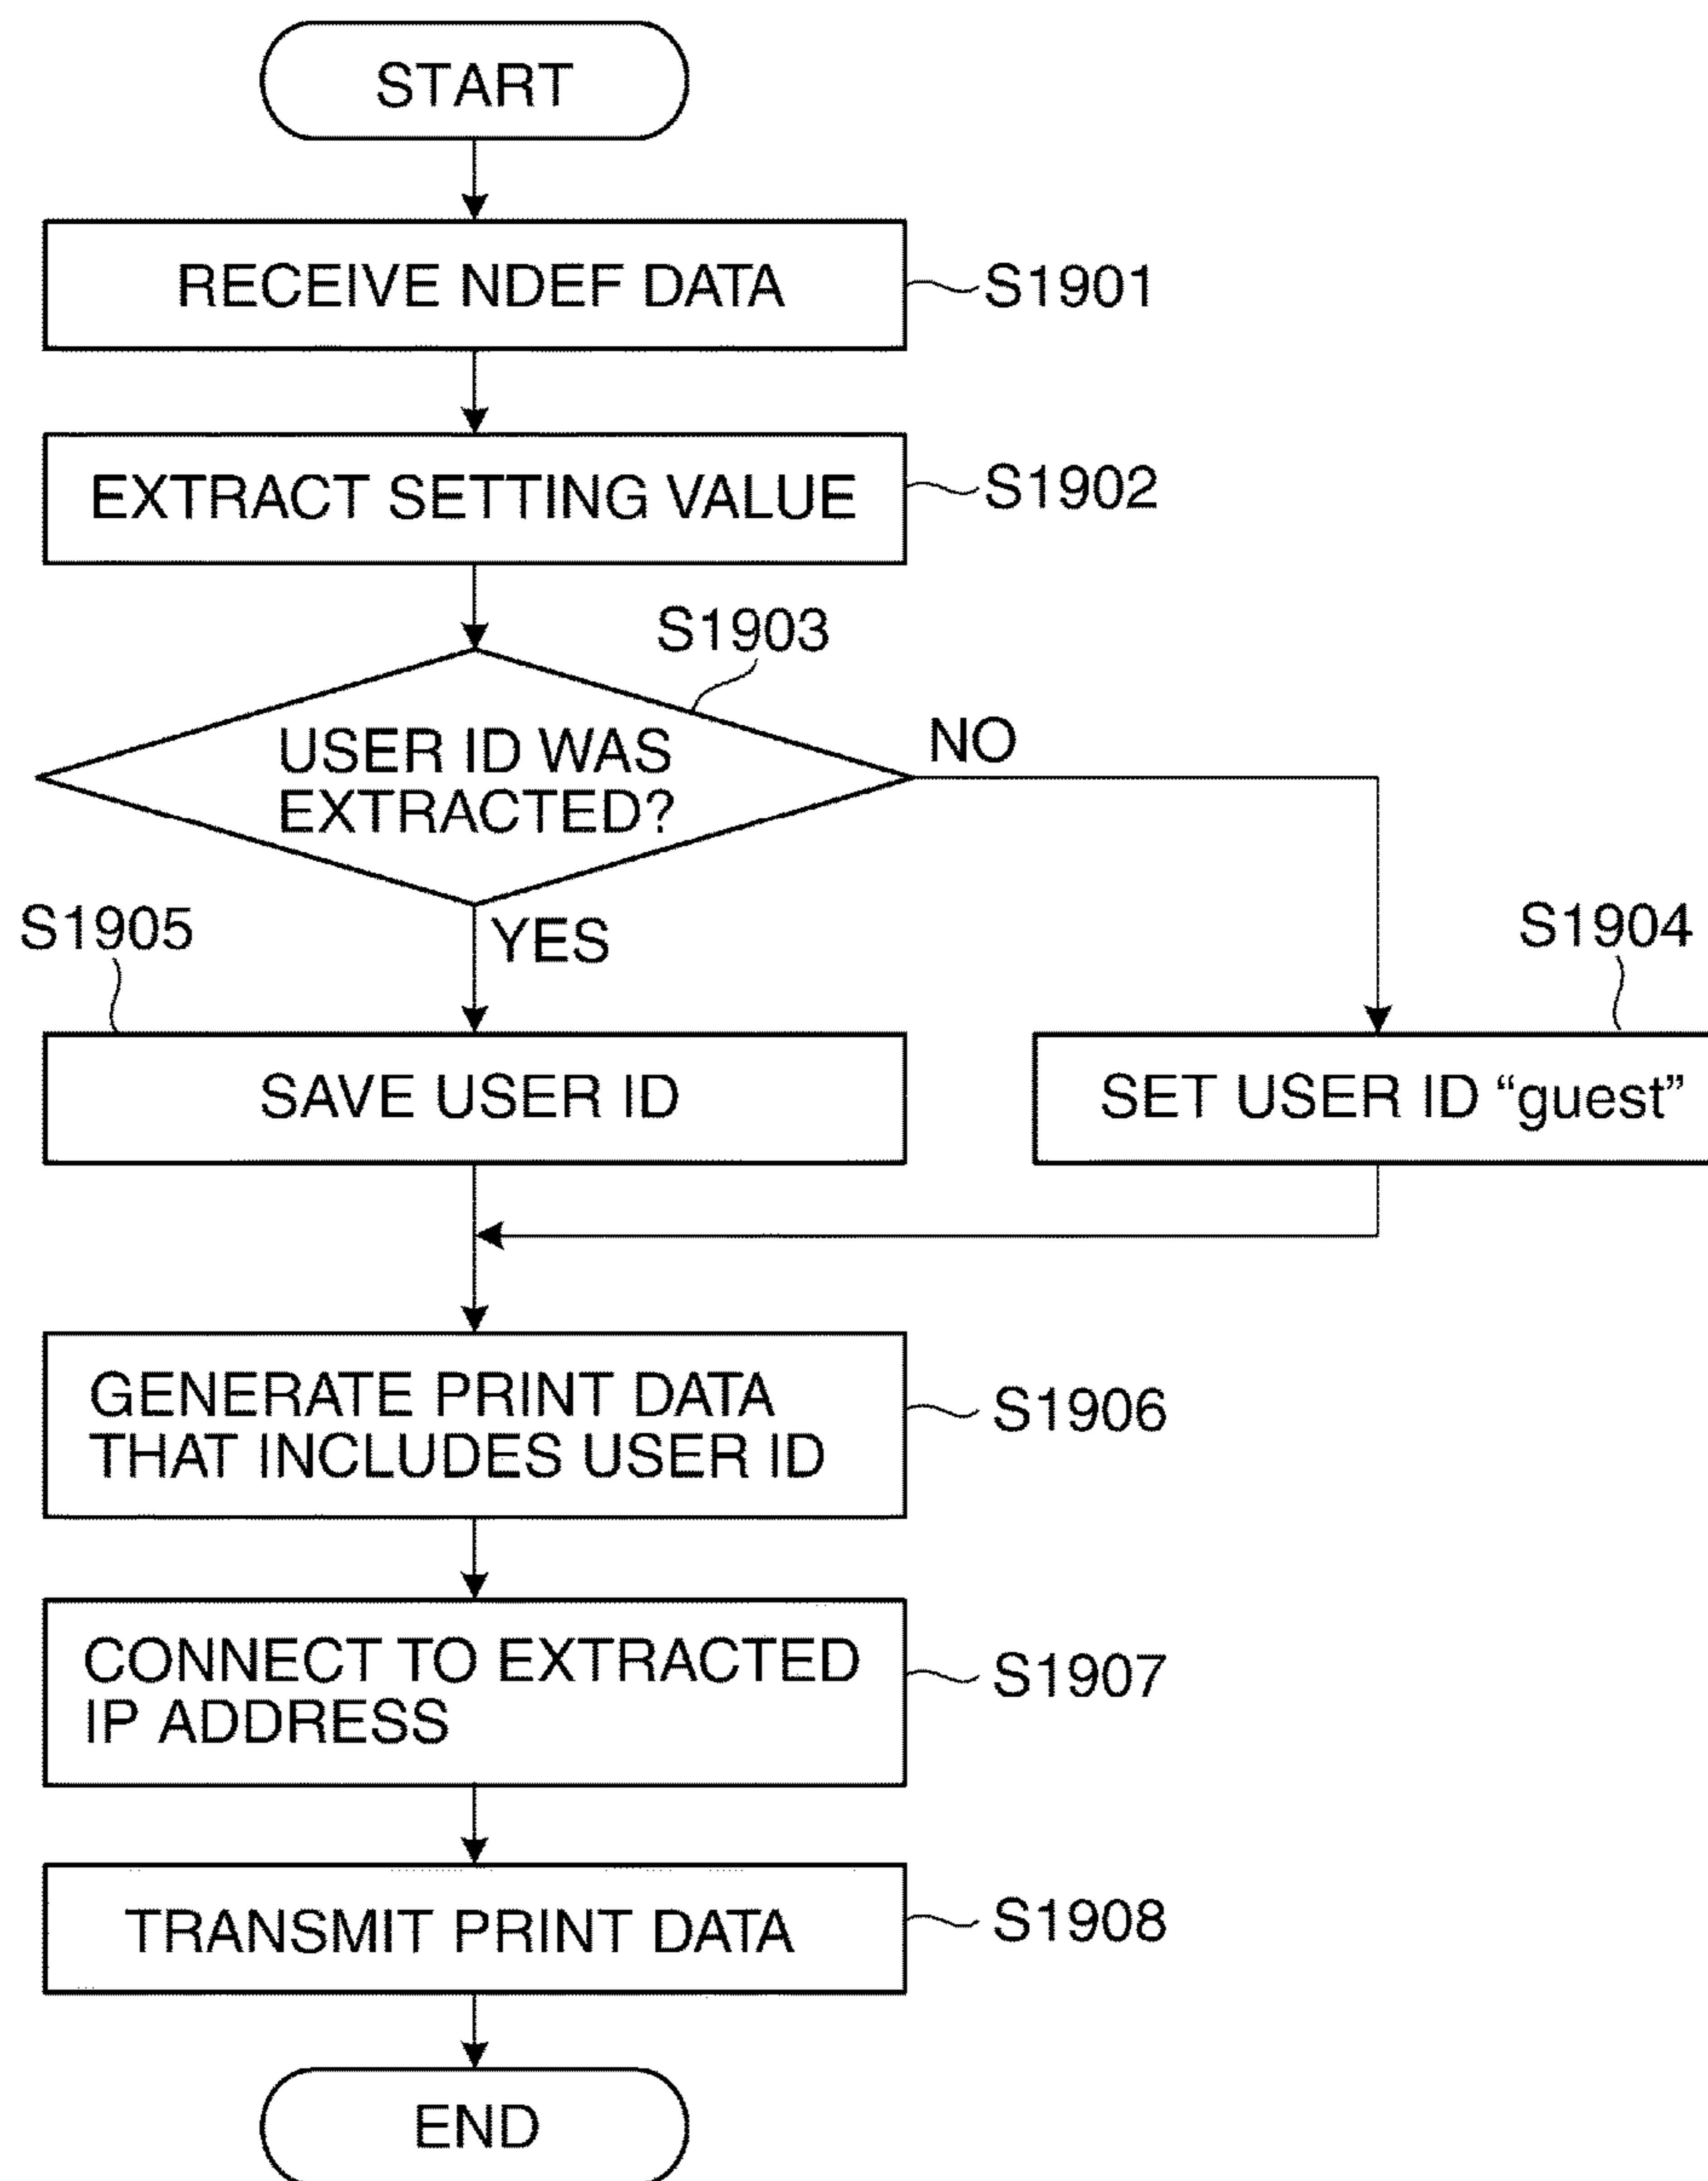 START
RECEIVE NDEF DATA
S1901
EXTRACT SETTING VALUE
S1902
S1903
USER ID WAS
EXTRACTED?
NO
YES
S1905
S1904
SAVE USER ID
SET USER ID “guest”
GENERATE PRINT DATA
THAT INCLUDES USER ID
S1906
CONNECT TO EXTRACTED
IP ADDRESS
S1907
TRANSMIT PRINT DATA
S1908
END